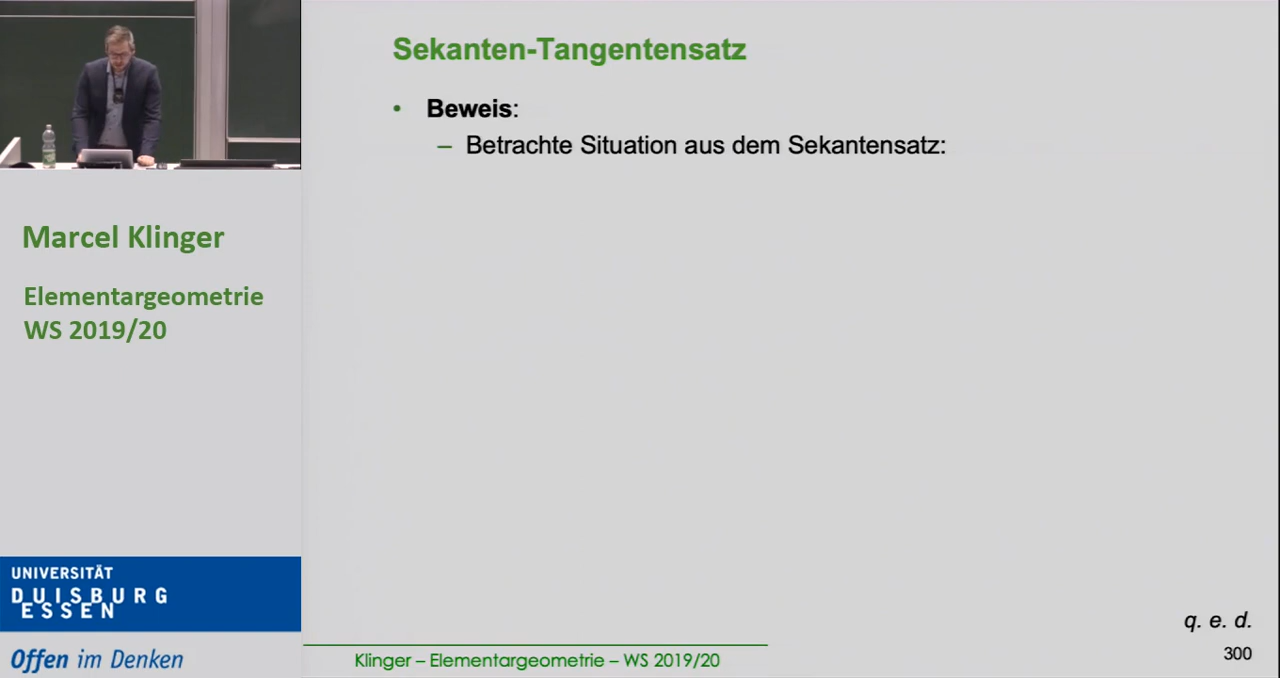 Sekanten-Tangentensatz
• Beweis:
– Betrachte Situation aus dem Sekantensatz:
Marcel Klinger
Elementargeometrie
WS 2019/20
UNIVERSITÄT
DUISBURG
ESSEN
Offen im Denken
q. e. d.
Klinger – Elementargeometrie – WS 2019/20
300